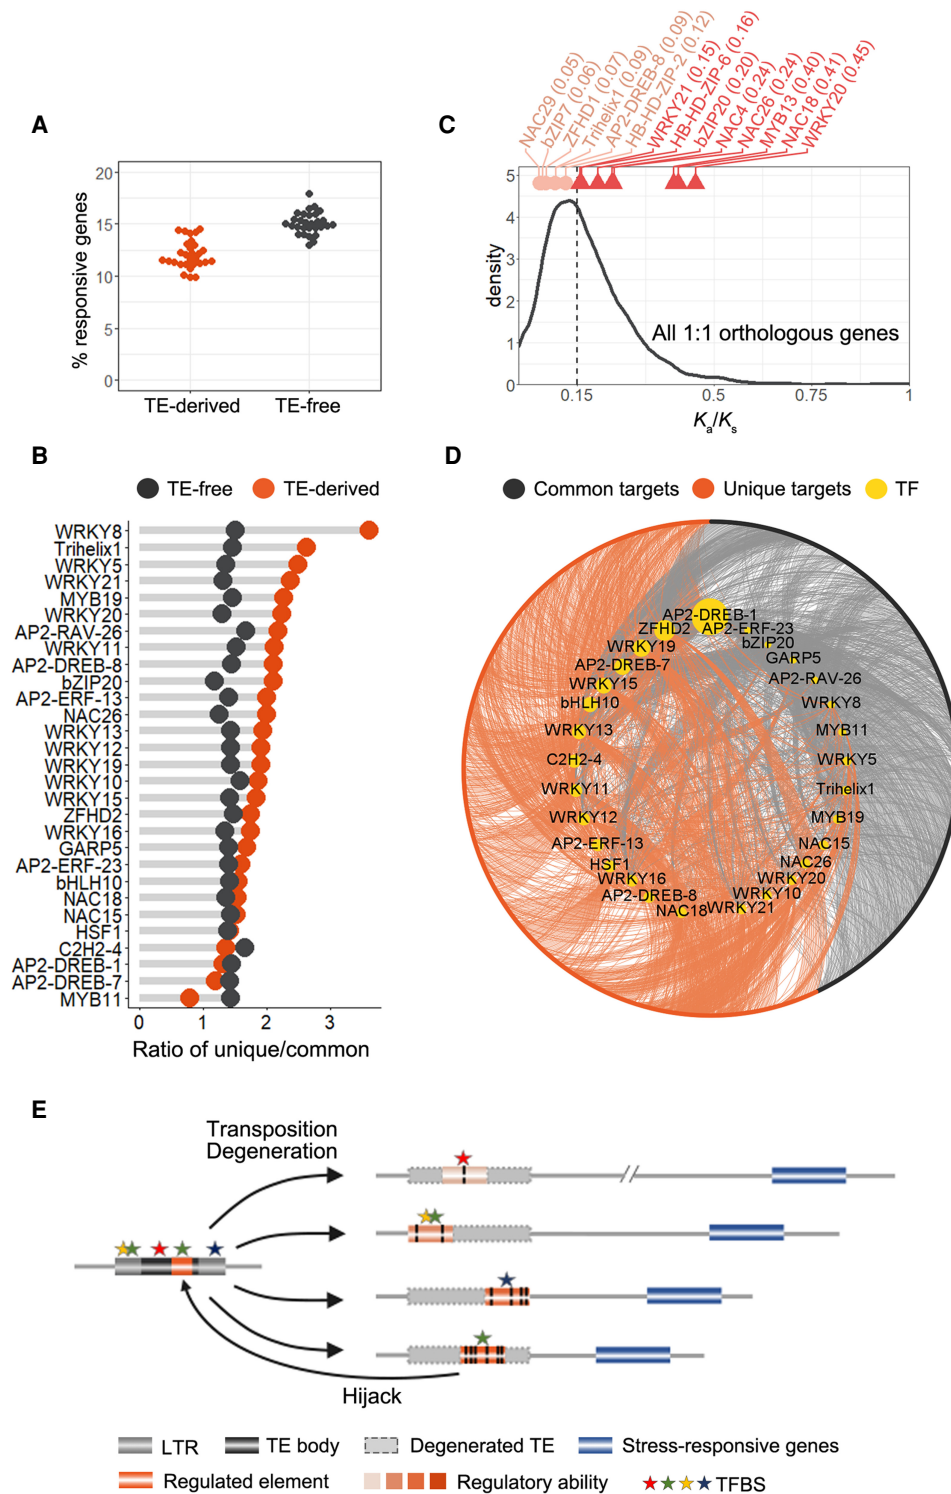 A
% responsive genes
20
15
10
5
0
TE-derived
TE-free
C
NAC29 (0.05)
bZIP7 (0.06)
ZFHD1 (0.07)
Trihelix1 (0.09)
AP2-DREB-8 (0.09)
HB-HD-ZIP-2 (0.12)
WRKY21 (0.15)
HB-HD-ZIP-6 (0.16)
bZIP20 (0.20)
NAC4 (0.24)
NAC26 (0.24)
MYB13 (0.40)
NAC18 (0.41)
WRKY20 (0.45)
density
5
4
3
2
1
0
All 1:1 orthologous genes
0.15
0.5
0.75
1
Ka/Ks
B
TE-free
TE-derived
WRKY8
Trihelix1
WRKY5
WRKY21
MYB19
WRKY20
AP2-RAV-26
WRKY11
AP2-DREB-8
bZIP20
AP2-ERF-13
NAC26
WRKY13
WRKY12
WRKY19
WRKY10
WRKY15
ZFHD2
WRKY16
GARP5
AP2-ERF-23
bHLH10
NAC18
NAC15
HSF1
C2H2-4
AP2-DREB-1
AP2-DREB-7
MYB11
0
1
2
3
Ratio of unique/common
D
Common targets
Unique targets
TF
AP2-DREB-1
ZFHD2
AP2-ERF-23
bZIP20
WRKY19
GARP5
AP2-DREB-7
AP2-RAV-26
WRKY15
bHLH10
WRKY8
WRKY13
MYB11
C2H2-4
WRKY5
WRKY11
Trihelix1
WRKY12
MYB19
AP2-ERF-13
NAC15
HSF1
NAC26
WRKY16
WRKY20
AP2-DREB-8
WRKY10
NAC18
WRKY21
E
Transposition
Degeneration
Hijack
LTR
TE body
Degenerated TE
Stress-responsive genes
Regulated element
Regulatory ability
TFBS